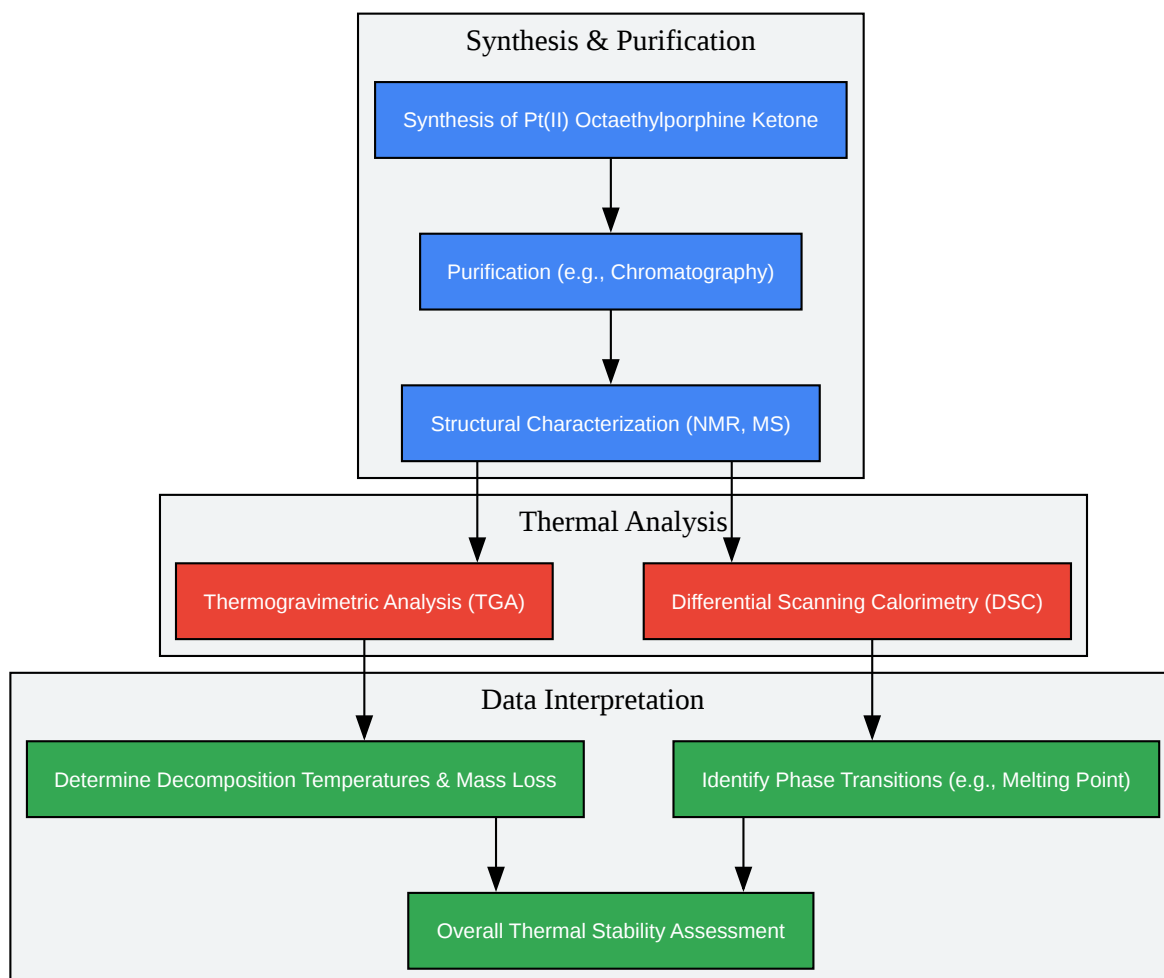 Synthesis & Purification
Synthesis of Pt(II) Octaethylporphine Ketone
Purification (e.g., Chromatography)
Structural Characterization (NMR, MS)
Thermal Analysis
Thermogravimetric Analysis (TGA)
Differential Scanning Calorimetry (DSC)
Data Interpretation
Determine Decomposition Temperatures & Mass Loss
Identify Phase Transitions (e.g., Melting Point)
Overall Thermal Stability Assessment